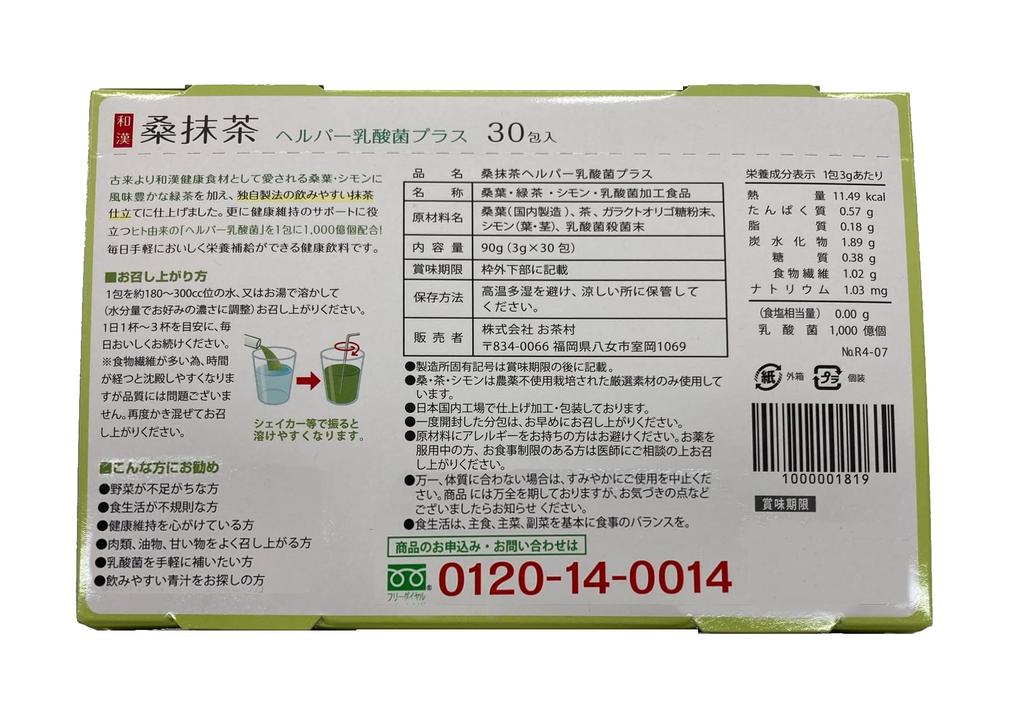 和漢 桑抹茶 ヘルパー乳酸菌プラス 30包入
古来より和漢健康食材として愛される桑葉・シモンに
風味豊かな緑茶を加え、独自製法の飲みやすい抹茶
仕立てに仕上げました。更に健康維持のサポートに役
立つヒト由来の「ヘルパー乳酸菌」を1包に1,000億個配合!
毎日手軽においしく栄養補給ができる健康飲料です。
■お召し上がり方
1包を約180〜300cc位の水、又はお湯で溶かして
(水分量でお好みの濃さに調整)お召し上がりください。
1日1杯〜3杯を目安に、毎
日おいしくお続けください。
※食物繊維が多い為、時間
が経つと沈殿しやすくなりま
すが品質には問題ございま
せん。再度かき混ぜてお召
し上がりください。
シェイカー等で振ると
溶けやすくなります。
■こんな方にお勧め
●野菜が不足がちな方
●食生活が不規則な方
●健康維持を心がけている方
●肉類、油物、甘い物をよく召し上がる方
●乳酸菌を手軽に補いたい方
●飲みやすい青汁をお探しの方
品名 桑抹茶ヘルパー乳酸菌プラス
名称 桑葉・緑茶・シモン・乳酸菌加工食品
原材料名 桑葉(国内製造)、茶、ガラクトオリゴ糖粉末、
シモン(葉・茎)、乳酸菌殺菌末
内容量 90g(3g×30包)
賞味期限 枠外下部に記載
保存方法 高温多湿を避け、涼しい所に保管して
ください。
販売者 株式会社 お茶村
〒834-0066 福岡県八女市室岡1069
●製造所固有記号は賞味期限の後に記載。
●桑・茶・シモンは農薬不使用栽培された厳選素材のみ使用して
います。
●日本国内工場で仕上げ加工・包装しております。
●一度開封した分包は、お早めにお召し上がりください。
●原材料にアレルギーをお持ちの方はお避けください。お薬を
服用中の方、お食事制限のある方は医師にご相談の上お召
し上がりください。
●万一、体質に合わない場合は、すみやかにご使用を中止くだ
さい。商品には万全を期しておりますが、お気づきの点など
ございましたらお知らせください。
●食生活は、主食、主菜、副菜を基本に食事のバランスを。
商品のお申込み・お問い合わせは
フリーダイヤル 0120-14-0014
栄養成分表示 1包3gあたり
熱量 11.49 kcal
たんぱく質 0.57 g
脂質 0.18 g
炭水化物 1.89 g
糖質 0.38 g
食物繊維 1.02 g
ナトリウム 1.03 mg
(食塩相当量) 0.00 g
乳酸菌 1,000 億個
№R4-07
紙 外箱 プラ 個装
1000001819
賞味期限